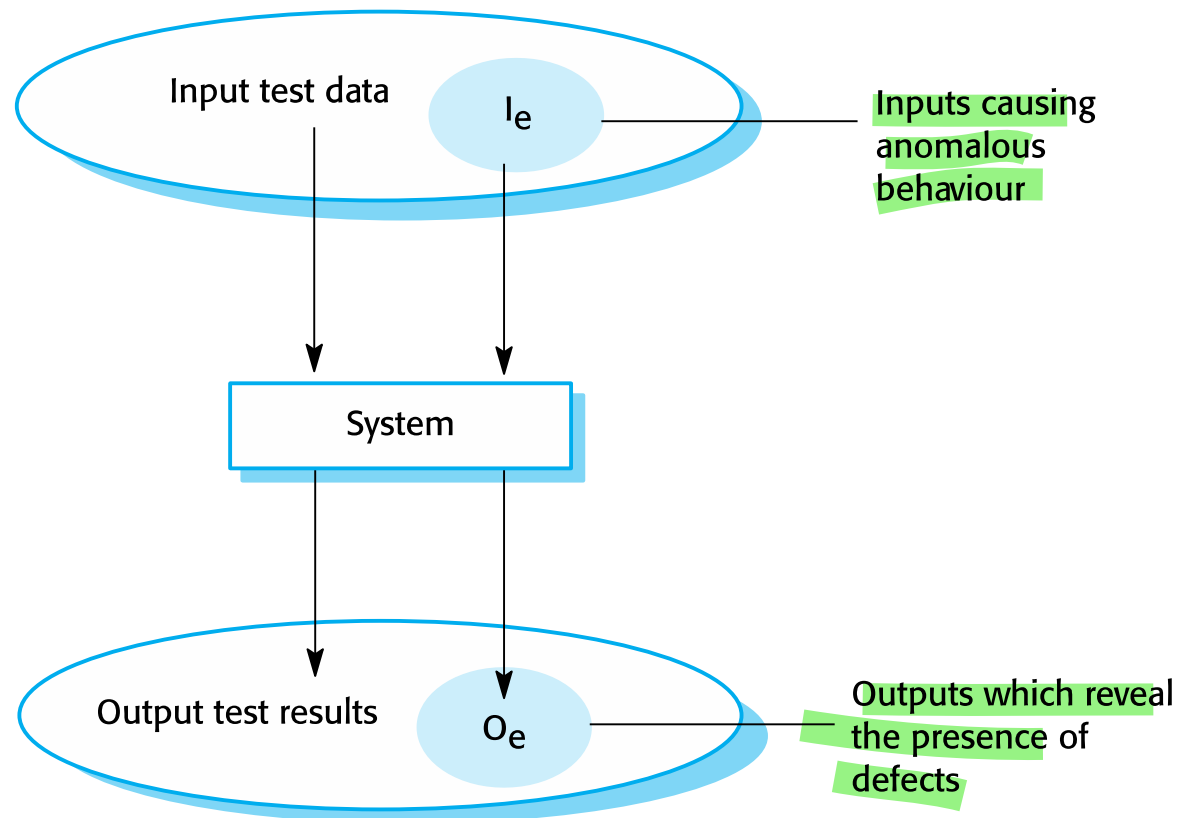 Input test data
Ie
Inputs causing
anomalous
behaviour
System
Output test results
Oe
Outputs which reveal
the presence of
defects